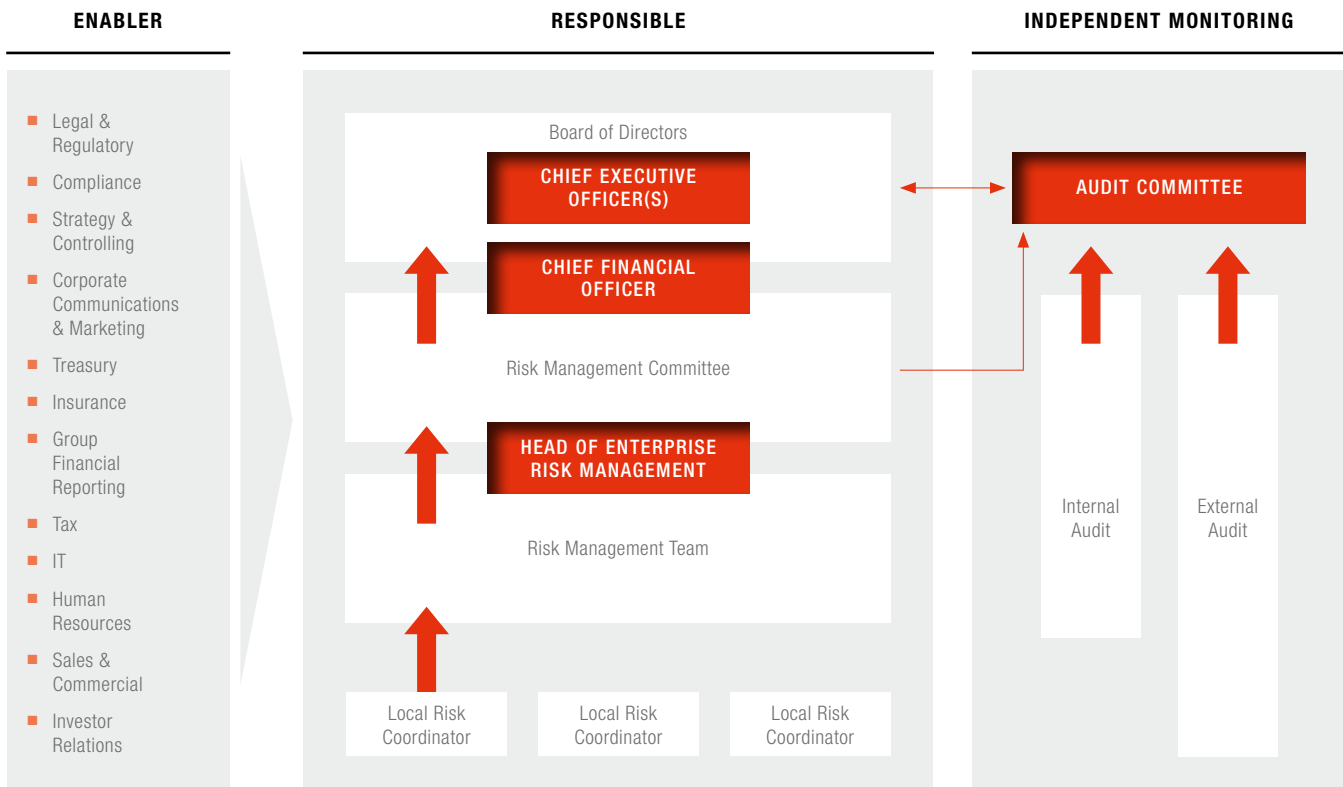 ENABLER
Legal &
Regulatory
Compliance
Strategy &
Controlling
Corporate
Communications
& Marketing
Treasury
Insurance
Group
Financial
Reporting
Tax
IT
Human
Resources
Sales &
Commercial
Investor
Relations
RESPONSIBLE
Board of Directors
CHIEF EXECUTIVE
OFFICER(S)
CHIEF FINANCIAL
OFFICER
Risk Management Committee
HEAD OF ENTERPRISE
RISK MANAGEMENT
Risk Management Team
Local Risk
Coordinator
Local Risk
Coordinator
Local Risk
Coordinator
INDEPENDENT MONITORING
AUDIT COMMITTEE
Internal
Audit
External
Audit